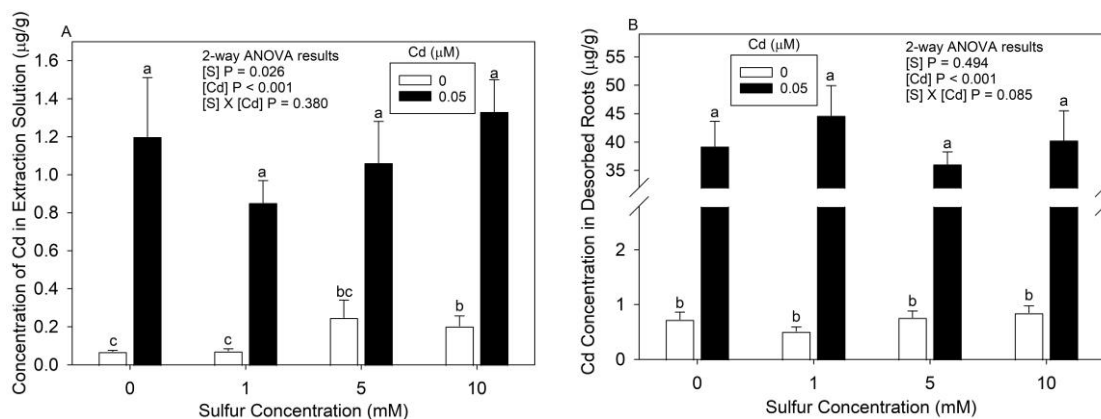 A
Concentration of Cd in Extraction Solution (µg/g)
1.6
1.4
1.2
1.0
0.8
0.6
0.4
0.2
0.0
2-way ANOVA results
[S] P = 0.026
[Cd] P < 0.001
[S] X [Cd] P = 0.380
Cd (µM)
0
0.05
a
a
a
a
c
c
bc
b
0
1
5
10
Sulfur Concentration (mM)
B
Cd Concentration in Desorbed Roots (µg/g)
55
50
45
40
35
2
1
0
Cd (µM)
0
0.05
2-way ANOVA results
[S] P = 0.494
[Cd] P < 0.001
[S] X [Cd] P = 0.085
a
a
a
a
b
b
b
b
0
1
5
10
Sulfur Concentration (mM)